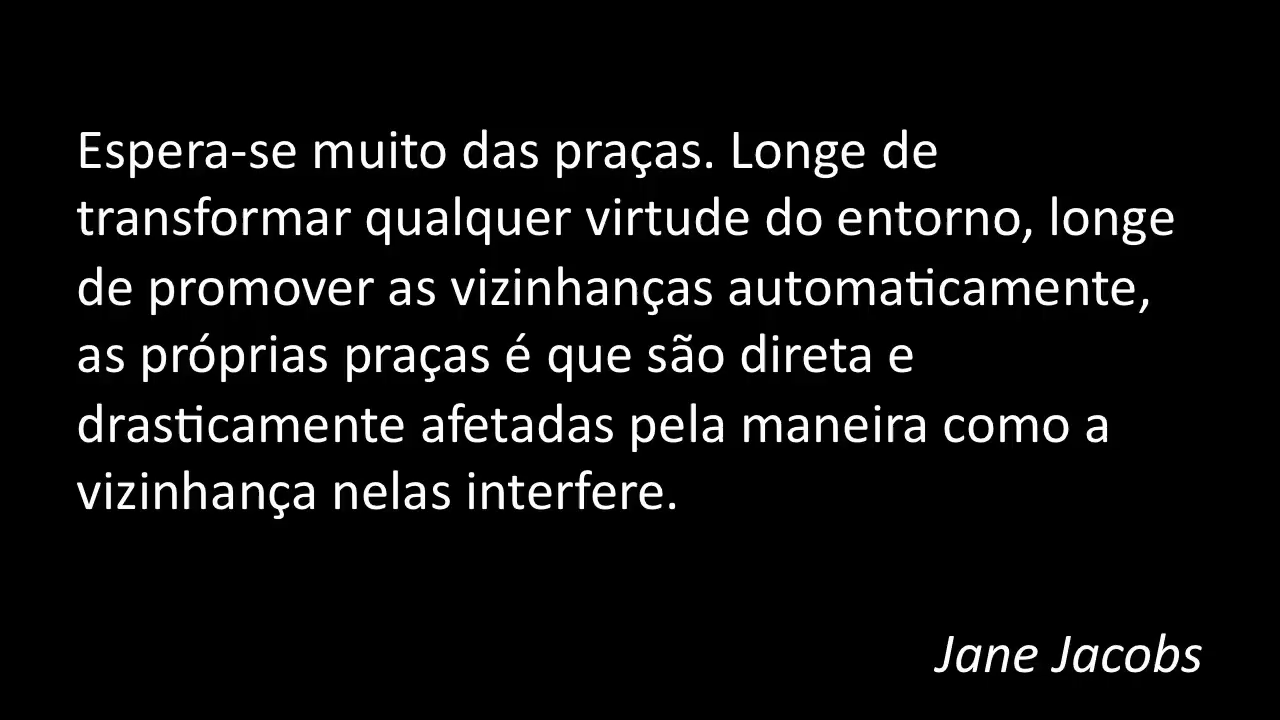 Espera-se muito das praças. Longe de
transformar qualquer virtude do entorno, longe
de promover as vizinhanças automaticamente,
as próprias praças é que são direta e
drasticamente afetadas pela maneira como a
vizinhança nelas interfere.
Jane Jacobs